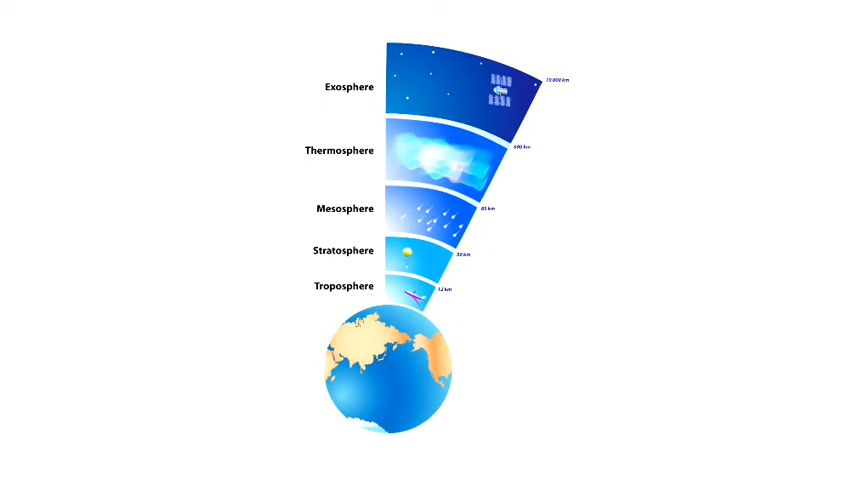 Exosphere
10 000 km
Thermosphere
690 km
Mesosphere
85 km
Stratosphere
50 km
Troposphere
12 km